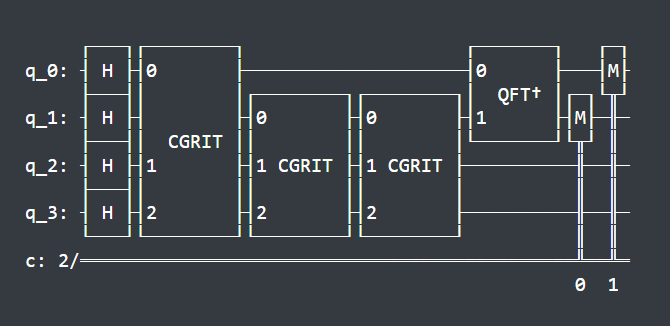 q_0: H 0 0 M
QFT†
q_1: H 0 0 1 M
CGRIT
q_2: H 1 1 CGRIT 1 CGRIT
q_3: H 2 2 2
c: 2/
0 1